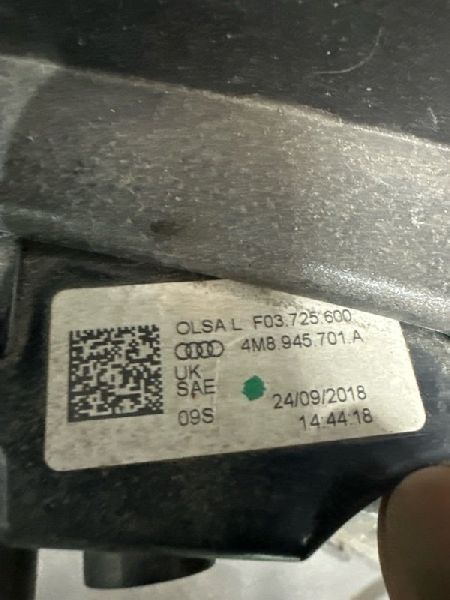 OLSA L F03.725.600
4M8.945.701.A
UK
SAE
24/09/2018
09S
14:44:18